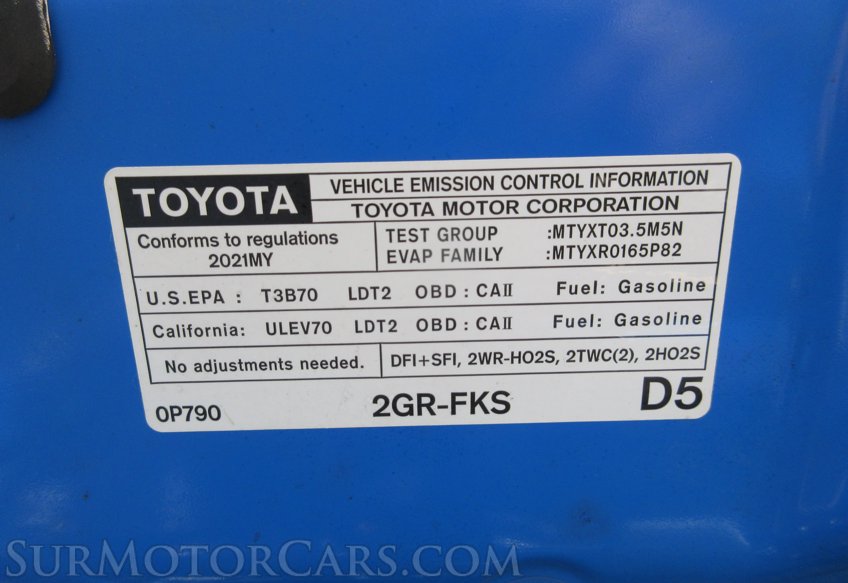 TOYOTA
VEHICLE EMISSION CONTROL INFORMATION
TOYOTA MOTOR CORPORATION
Conforms to regulations
2021MY
TEST GROUP :MTYXT03.5M5N
EVAP FAMILY :MTYXR0165P82
U.S.EPA : T3B70 LDT2 OBD : CAII Fuel: Gasoline
California: ULEV70 LDT2 OBD : CAII Fuel: Gasoline
No adjustments needed.
DFI+SFI, 2WR-HO2S, 2TWC(2), 2HO2S
0P790 2GR-FKS D5
SURMOTORCARS.COM